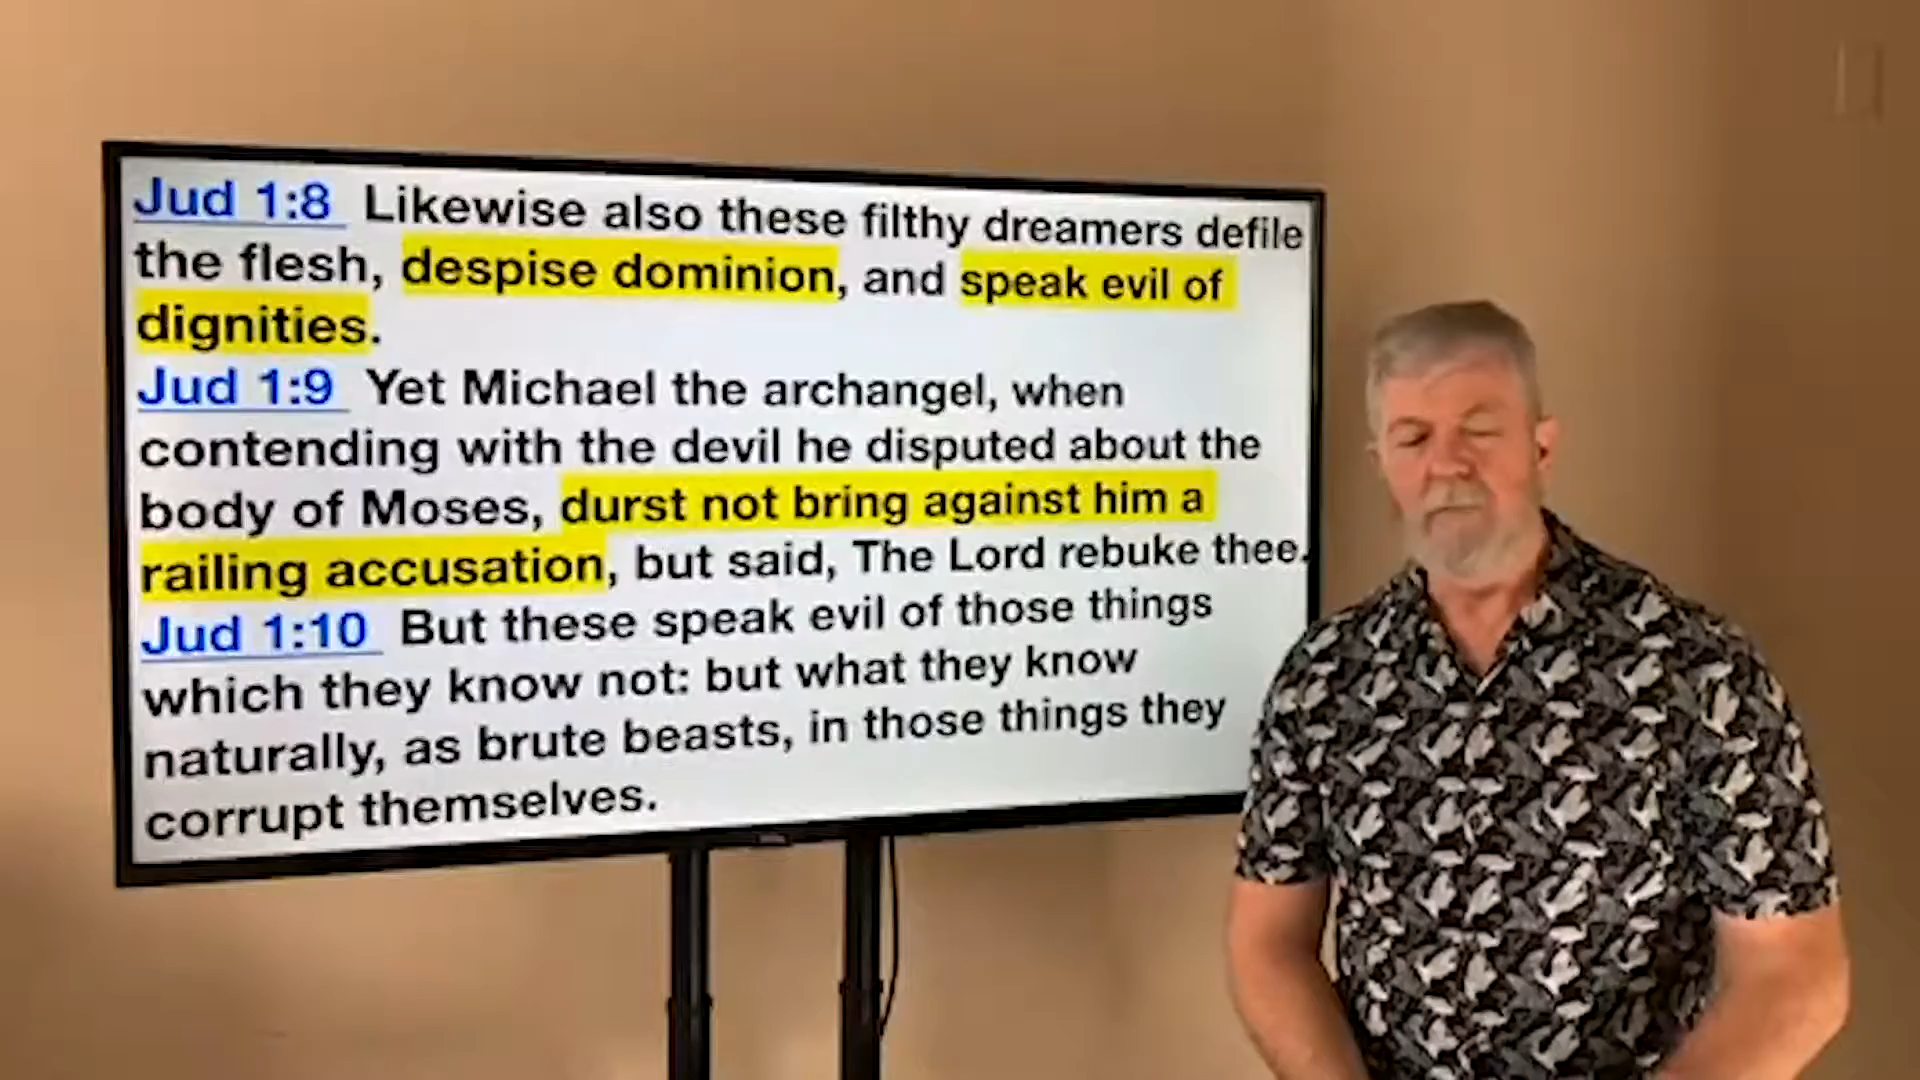 Jud 1:8 Likewise also these filthy dreamers defile
the flesh, despise dominion, and speak evil of
dignities.
Jud 1:9 Yet Michael the archangel, when
contending with the devil he disputed about the
body of Moses, durst not bring against him a
railing accusation, but said, The Lord rebuke thee.
Jud 1:10 But these speak evil of those things
which they know not: but what they know
naturally, as brute beasts, in those things they
corrupt themselves.